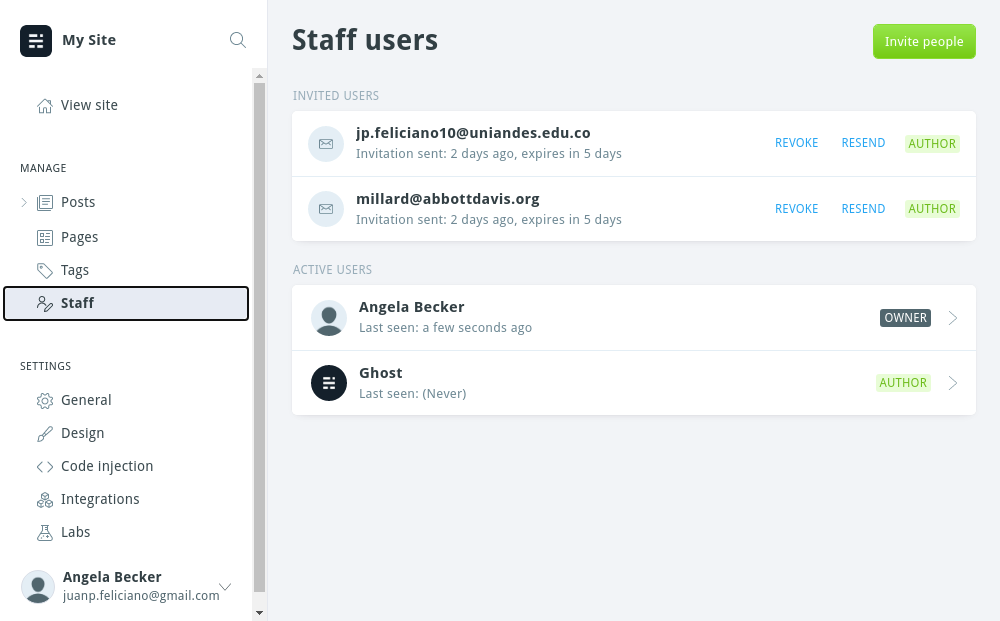 My Site
View site
MANAGE
Posts
Pages
Tags
Staff
SETTINGS
General
Design
Code injection
Integrations
Labs
Angela Becker
juanp.feliciano@gmail.com
Staff users
Invite people
INVITED USERS
jp.feliciano10@uniandes.edu.co
Invitation sent: 2 days ago, expires in 5 days
REVOKE RESEND AUTHOR
millard@abbottdavis.org
Invitation sent: 2 days ago, expires in 5 days
REVOKE RESEND AUTHOR
ACTIVE USERS
Angela Becker
Last seen: a few seconds ago
OWNER
Ghost
Last seen: (Never)
AUTHOR